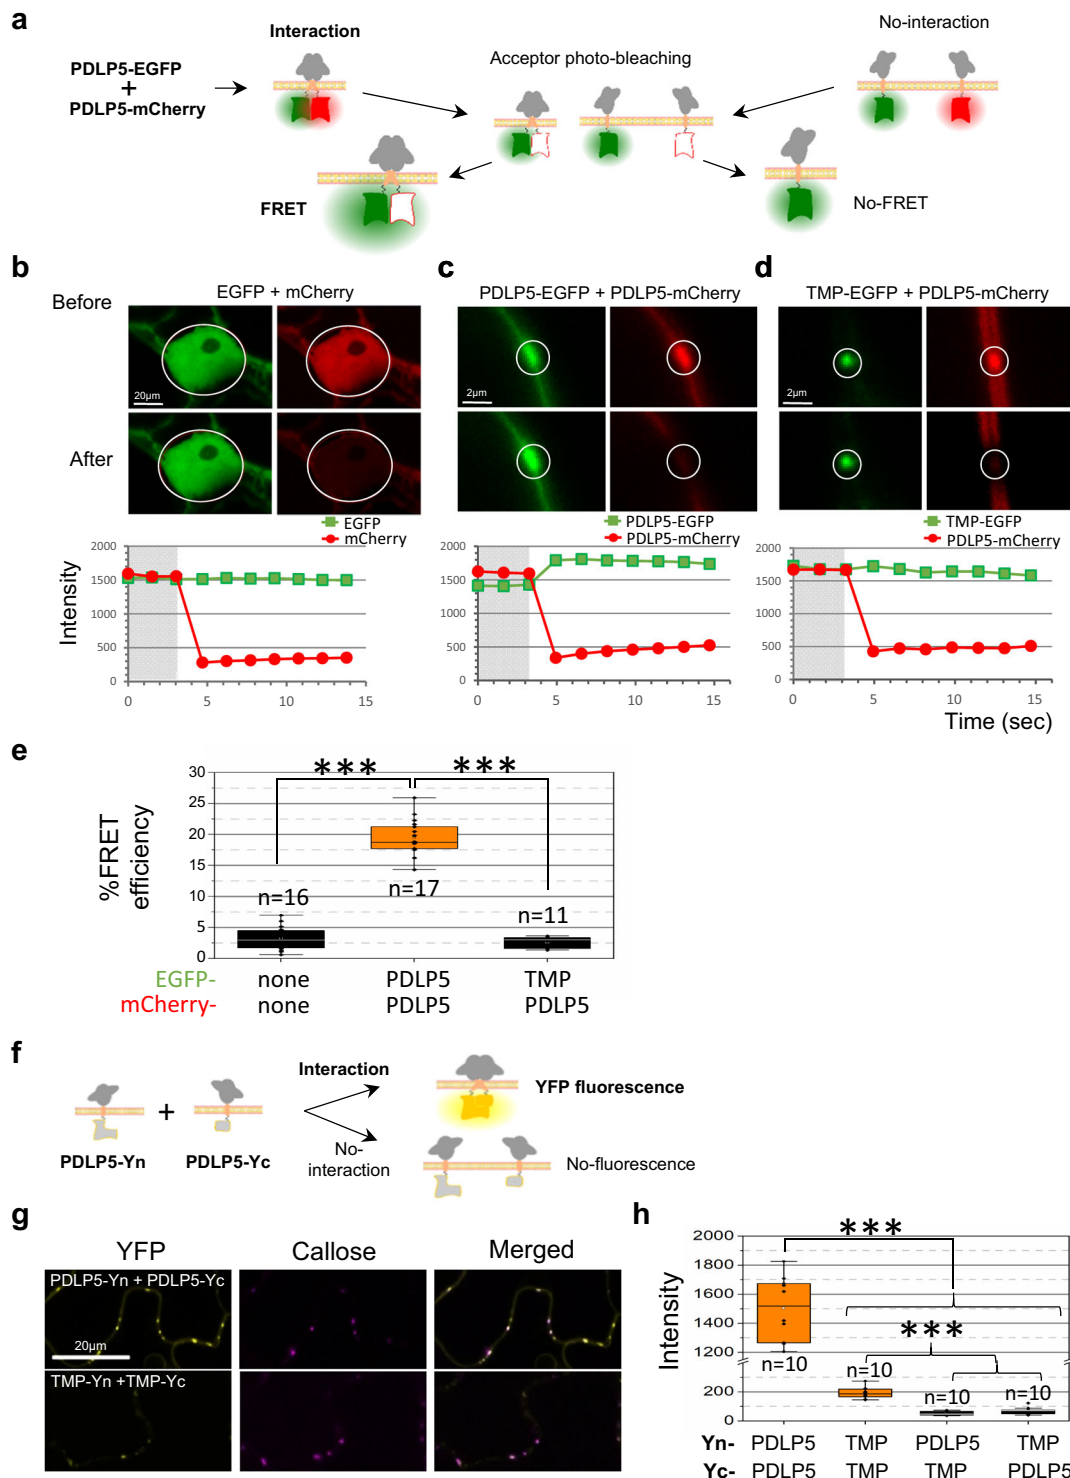 a
Interaction
No-interaction
PDLP5-EGFP
+
PDLP5-mCherry
Acceptor photo-bleaching
FRET
No-FRET
b
c
d
Before
After
EGFP + mCherry
20µm
PDLP5-EGFP + PDLP5-mCherry
2µm
TMP-EGFP + PDLP5-mCherry
2µm
EGFP
mCherry
PDLP5-EGFP
PDLP5-mCherry
TMP-EGFP
PDLP5-mCherry
Intensity
2000
1500
1000
500
0
0 5 10 15
2000
1500
1000
500
0
0 5 10 15
2000
1500
1000
500
0
0 5 10 15
Time (sec)
e
%FRET
efficiency
30
25
20
15
10
5
0
*** ***
n=16
n=17
n=11
EGFP- none PDLP5 TMP
mCherry- none PDLP5 PDLP5
f
PDLP5-Yn
+
PDLP5-Yc
Interaction
No-
interaction
YFP fluorescence
No-fluorescence
g
YFP Callose Merged
PDLP5-Yn + PDLP5-Yc
20µm
TMP-Yn +TMP-Yc
h
Intensity
2000
1800
1600
1400
1200
200
0
***
***
n=10
n=10
n=10
n=10
Yn- PDLP5 TMP PDLP5 TMP
Yc- PDLP5 TMP TMP PDLP5